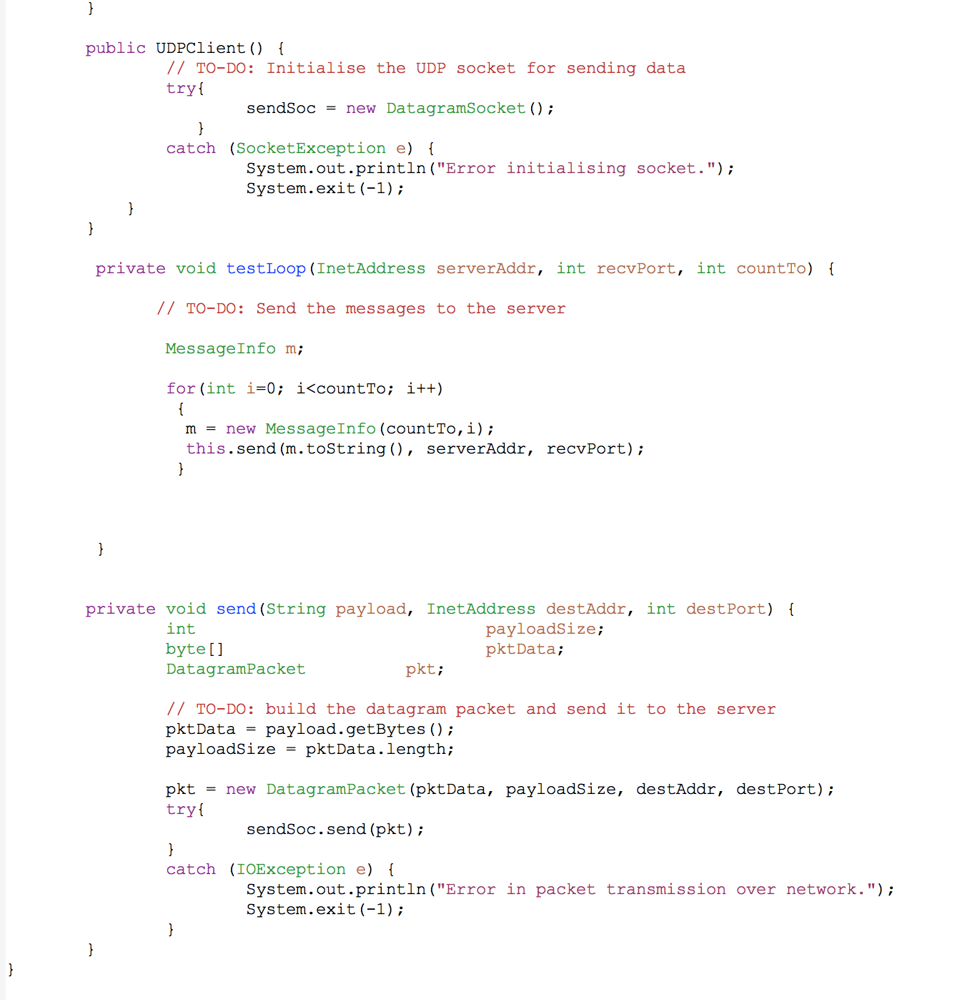 }
public UDPClient() {
// TO-DO: Initialise the UDP socket for sending data
try{
sendSoc = new DatagramSocket();
}
catch (SocketException e) {
System.out.println("Error initialising socket.");
System.exit(-1);
}
}
private void testLoop(InetAddress serverAddr, int recvPort, int countTo) {
// TO-DO: Send the messages to the server
MessageInfo m;
for(int i=0; i<countTo; i++)
{
m = new MessageInfo(countTo,i);
this.send(m.toString(), serverAddr, recvPort);
}
}
private void send(String payload, InetAddress destAddr, int destPort) {
int payloadSize;
byte[] pktData;
DatagramPacket pkt;
// TO-DO: build the datagram packet and send it to the server
pktData = payload.getBytes();
payloadSize = pktData.length;
pkt = new DatagramPacket(pktData, payloadSize, destAddr, destPort);
try{
sendSoc.send(pkt);
}
catch (IOException e) {
System.out.println("Error in packet transmission over network.");
System.exit(-1);
}
}
}